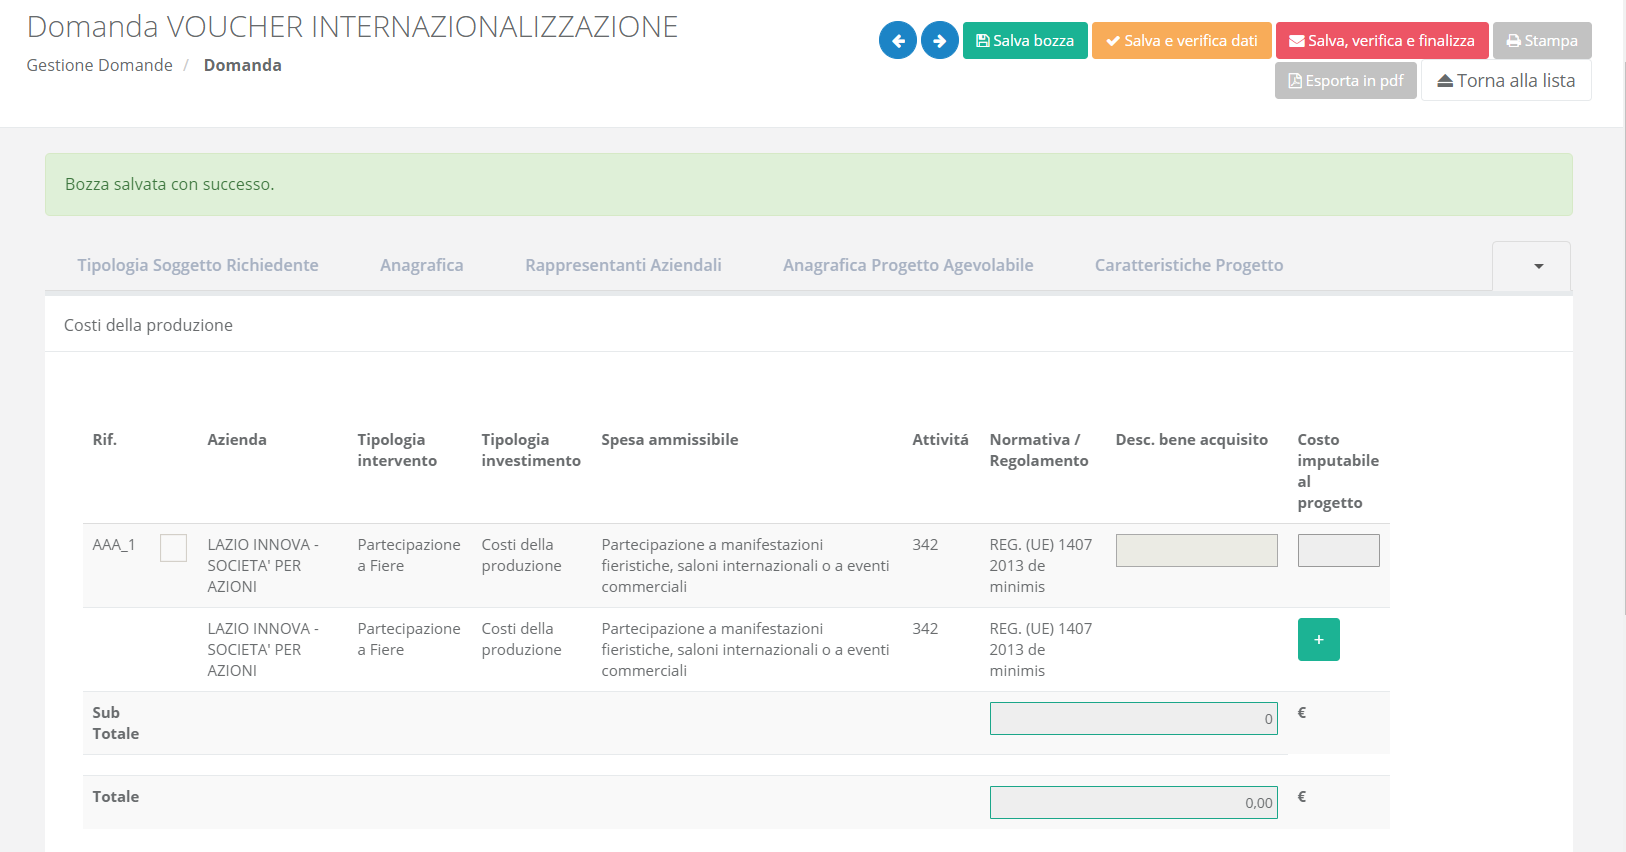 Domanda VOUCHER INTERNAZIONALIZZAZIONE
Gestione Domande / Domanda
Salva bozza
Salva e verifica dati
Salva, verifica e finalizza
Stampa
Esporta in pdf
Torna alla lista
Bozza salvata con successo.
Tipologia Soggetto Richiedente
Anagrafica
Rappresentanti Aziendali
Anagrafica Progetto Agevolabile
Caratteristiche Progetto
Costi della produzione
Rif.
Azienda
Tipologia
intervento
Tipologia
investimento
Spesa ammissibile
Attivitá
Normativa /
Regolamento
Desc. bene acquisito
Costo
imputabile
al
progetto
AAA_1
LAZIO INNOVA -
SOCIETA' PER
AZIONI
Partecipazione
a Fiere
Costi della
produzione
Partecipazione a manifestazioni
fieristiche, saloni internazionali o a eventi
commerciali
342
REG. (UE) 1407
2013 de
minimis
LAZIO INNOVA -
SOCIETA' PER
AZIONI
Partecipazione
a Fiere
Costi della
produzione
Partecipazione a manifestazioni
fieristiche, saloni internazionali o a eventi
commerciali
342
REG. (UE) 1407
2013 de
minimis
+
Sub
Totale
0
€
Totale
0,00
€